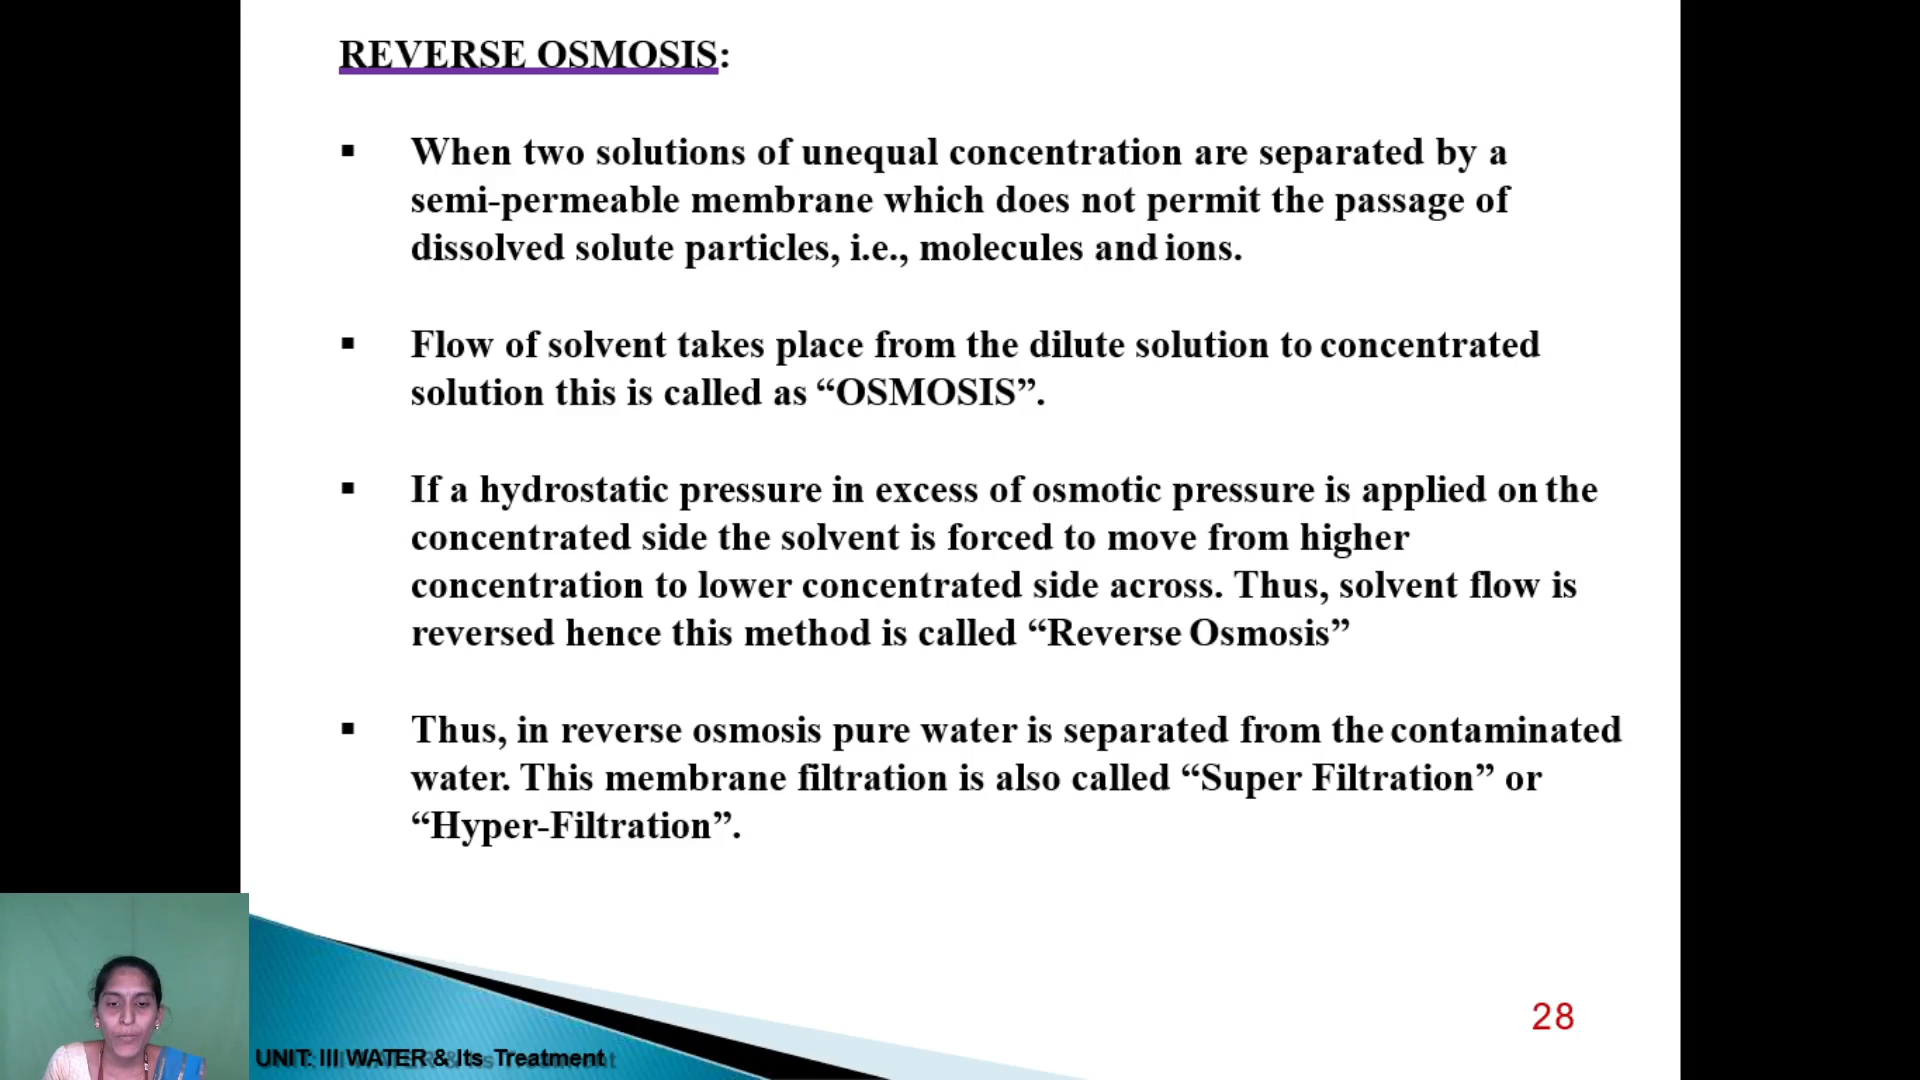 REVERSE OSMOSIS:
▪ When two solutions of unequal concentration are separated by a
semi-permeable membrane which does not permit the passage of
dissolved solute particles, i.e., molecules and ions.
▪ Flow of solvent takes place from the dilute solution to concentrated
solution this is called as “OSMOSIS”.
▪ If a hydrostatic pressure in excess of osmotic pressure is applied on the
concentrated side the solvent is forced to move from higher
concentration to lower concentrated side across. Thus, solvent flow is
reversed hence this method is called “Reverse Osmosis”
▪ Thus, in reverse osmosis pure water is separated from the contaminated
water. This membrane filtration is also called “Super Filtration” or
“Hyper-Filtration”.
28
UNIT: III WATER & Its Treatment